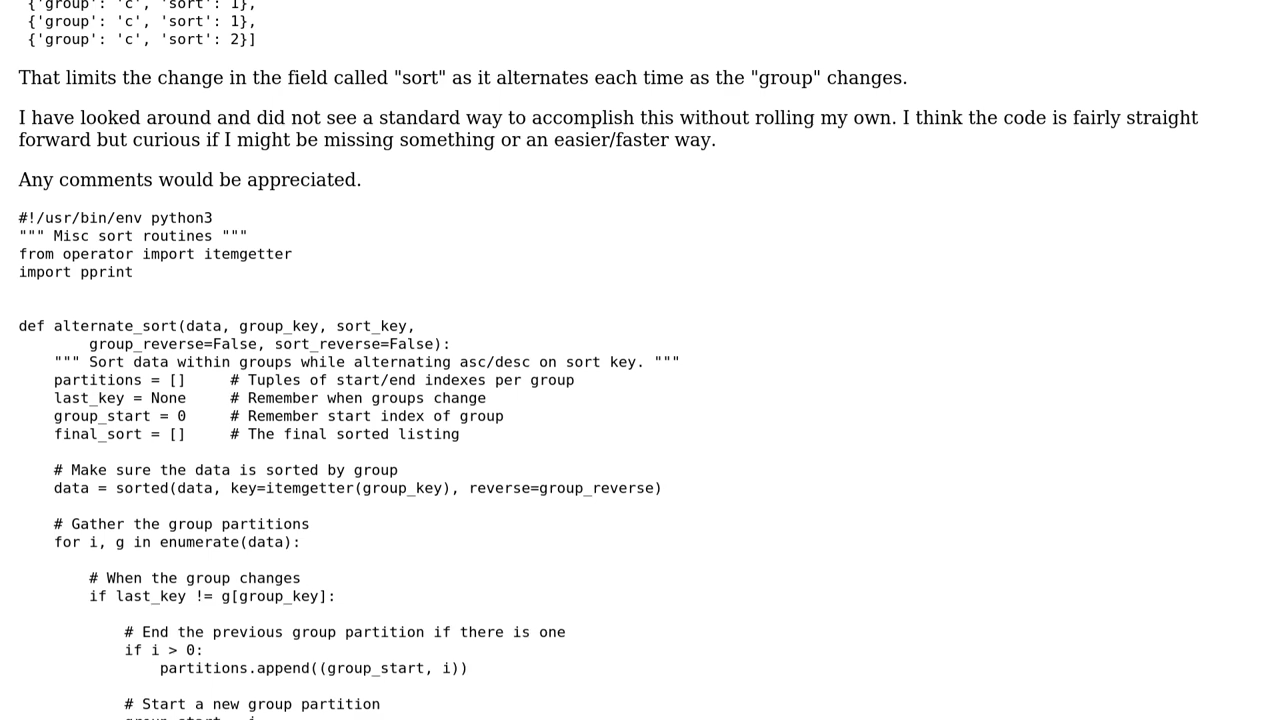 {'group': 'c', 'sort': 1},
{'group': 'c', 'sort': 1},
{'group': 'c', 'sort': 2}]
That limits the change in the field called "sort" as it alternates each time as the "group" changes.
I have looked around and did not see a standard way to accomplish this without rolling my own. I think the code is fairly straight
forward but curious if I might be missing something or an easier/faster way.
Any comments would be appreciated.
#!/usr/bin/env python3
""" Misc sort routines """
from operator import itemgetter
import pprint
def alternate_sort(data, group_key, sort_key,
        group_reverse=False, sort_reverse=False):
    """ Sort data within groups while alternating asc/desc on sort key. """
    partitions = []     # Tuples of start/end indexes per group
    last_key = None     # Remember when groups change
    group_start = 0     # Remember start index of group
    final_sort = []     # The final sorted listing
    # Make sure the data is sorted by group
    data = sorted(data, key=itemgetter(group_key), reverse=group_reverse)
    # Gather the group partitions
    for i, g in enumerate(data):
        # When the group changes
        if last_key != g[group_key]:
            # End the previous group partition if there is one
            if i > 0:
                partitions.append((group_start, i))
            # Start a new group partition
            group_start = i